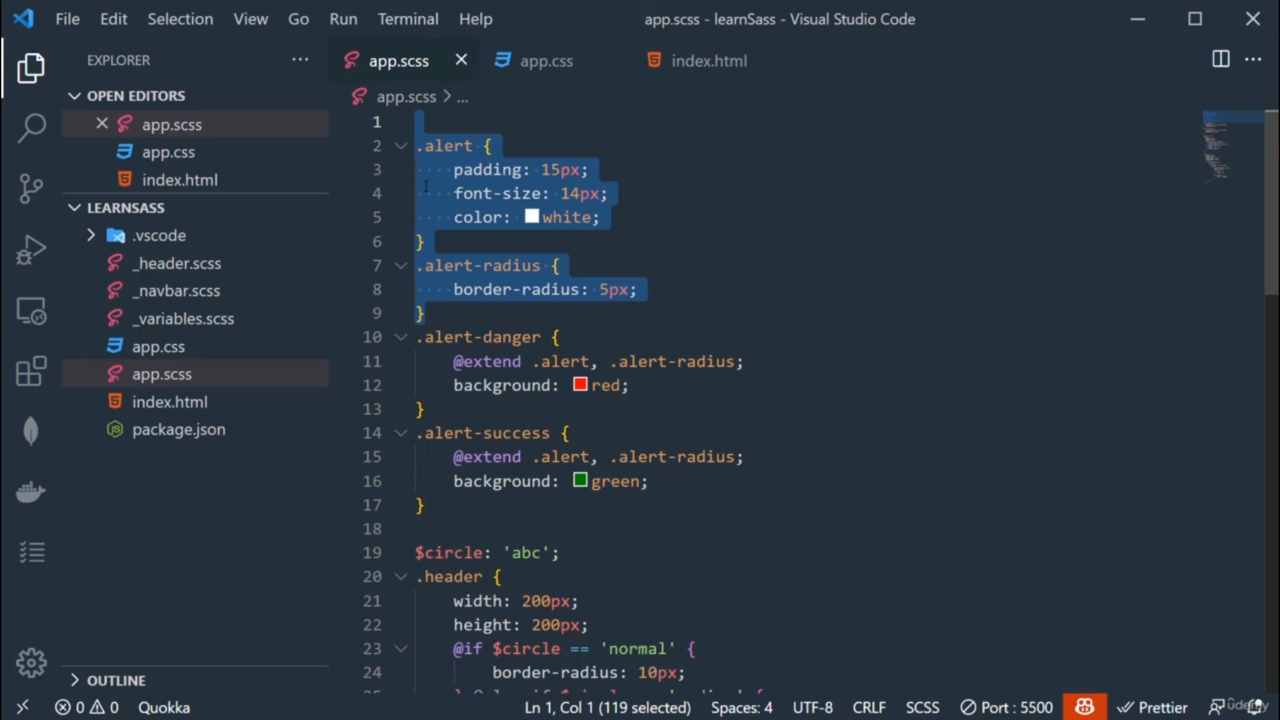 File Edit Selection View Go Run Terminal Help app.scss - learnSass - Visual Studio Code
EXPLORER
OPEN EDITORS
app.scss
app.css
index.html
LEARNSASS
.vscode
_header.scss
_navbar.scss
_variables.scss
app.css
app.scss
index.html
package.json
OUTLINE
app.scss app.css index.html
app.scss > ...
1
2 .alert {
3 padding: 15px;
4 font-size: 14px;
5 color: white;
6 }
7 .alert-radius {
8 border-radius: 5px;
9 }
10 .alert-danger {
11 @extend .alert, .alert-radius;
12 background: red;
13 }
14 .alert-success {
15 @extend .alert, .alert-radius;
16 background: green;
17 }
18
19 $circle: 'abc';
20 .header {
21 width: 200px;
22 height: 200px;
23 @if $circle == 'normal' {
24 border-radius: 10px;
0 0 Quokka Ln 1, Col 1 (119 selected) Spaces: 4 UTF-8 CRLF SCSS Port : 5500 Prettier
udemy